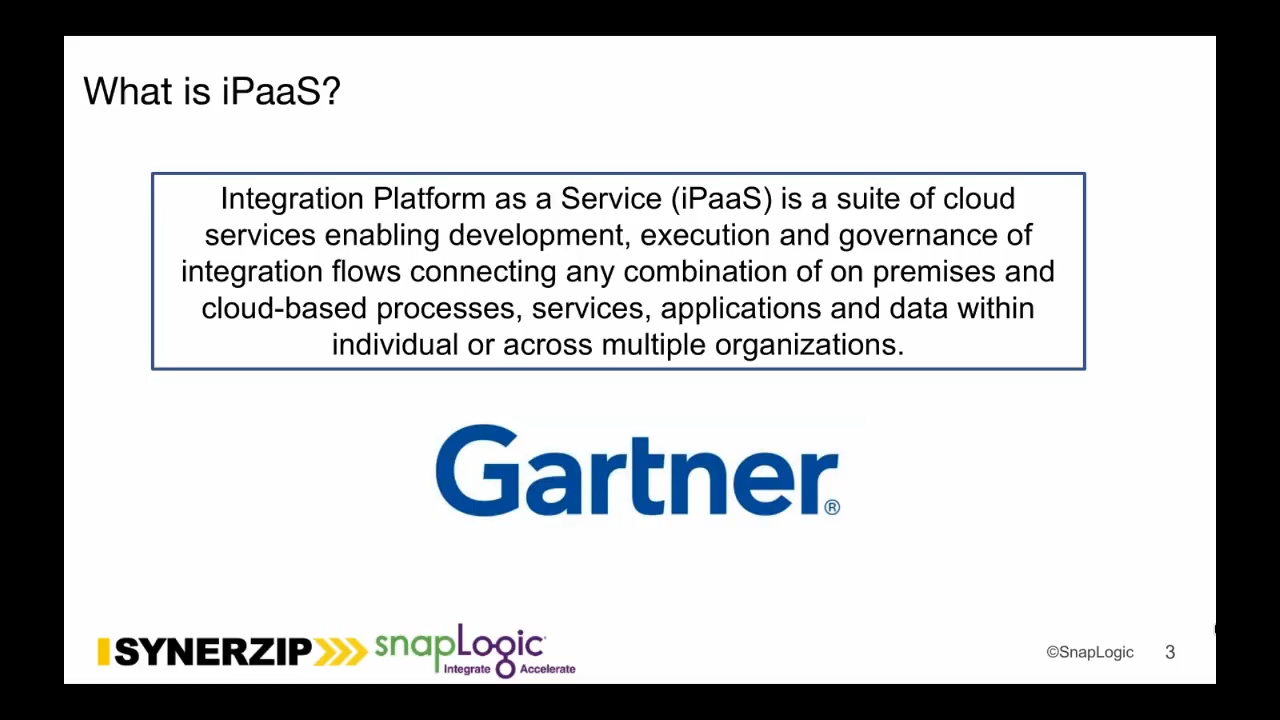 What is iPaaS?
Integration Platform as a Service (iPaaS) is a suite of cloud
services enabling development, execution and governance of
integration flows connecting any combination of on premises and
cloud-based processes, services, applications and data within
individual or across multiple organizations.
Gartner®
SYNERZIP
snapLogic
Integrate Accelerate
©SnapLogic 3